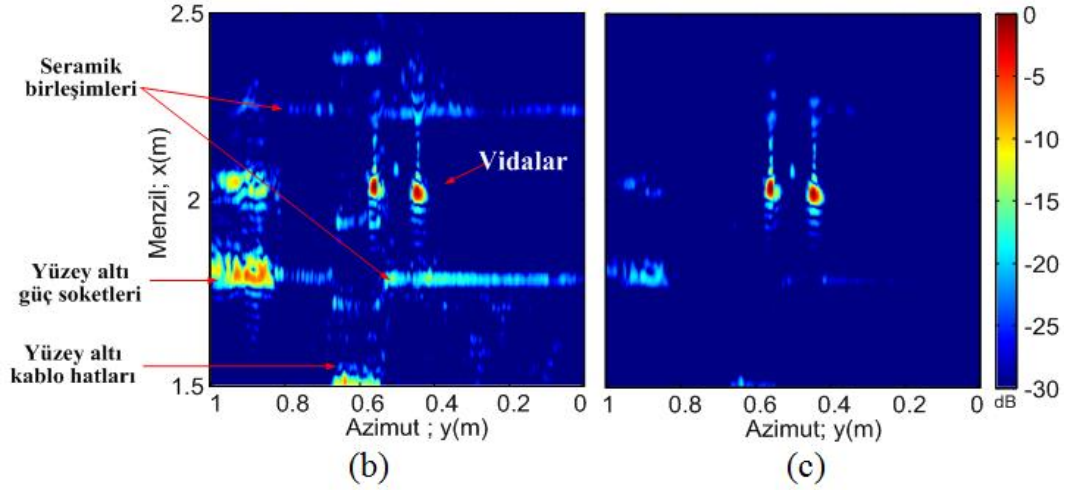 2.5
2
1.5
Menzil; x(m)
Seramik
birleşimleri
Yüzey altı
güç soketleri
Yüzey altı
kablo hatları
Vidalar
1 0.8 0.6 0.4 0.2 0
Azimut ; y(m)
(b)
1 0.8 0.6 0.4 0.2 0
Azimut; y(m)
(c)
0
-5
-10
-15
-20
-25
-30
dB